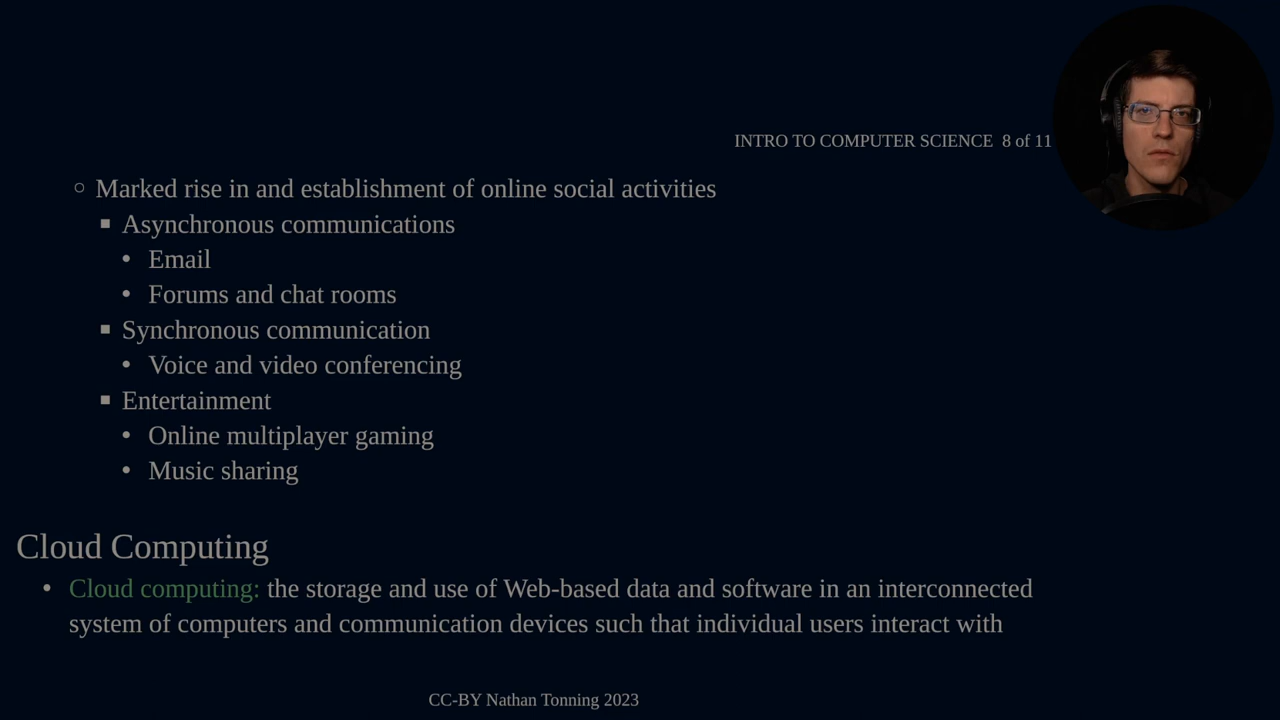 INTRO TO COMPUTER SCIENCE 8 of 11
○ Marked rise in and establishment of online social activities
▪ Asynchronous communications
• Email
• Forums and chat rooms
▪ Synchronous communication
• Voice and video conferencing
▪ Entertainment
• Online multiplayer gaming
• Music sharing
Cloud Computing
• Cloud computing: the storage and use of Web-based data and software in an interconnected
system of computers and communication devices such that individual users interact with
CC-BY Nathan Tonning 2023